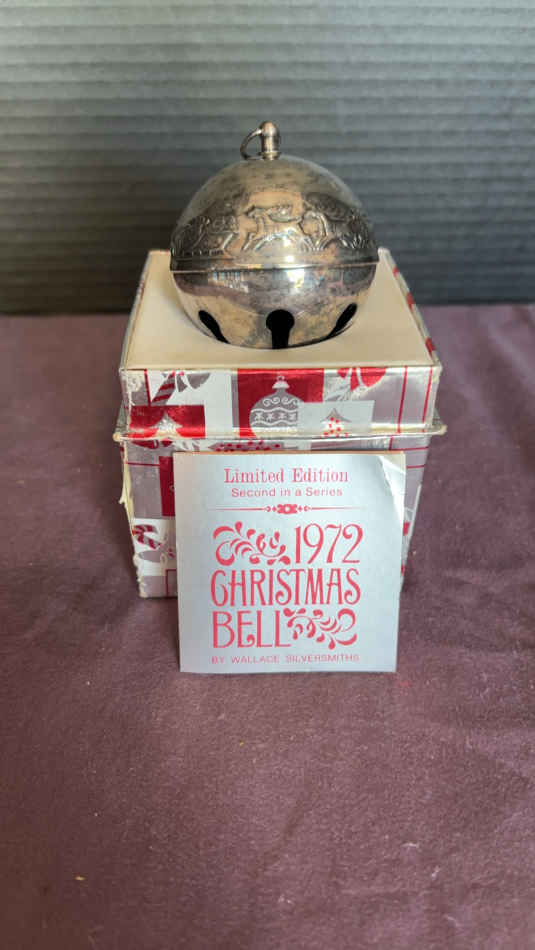 Limited Edition
Second in a Series
1972
CHRISTMAS
BELL
BY WALLACE SILVERSMITHS